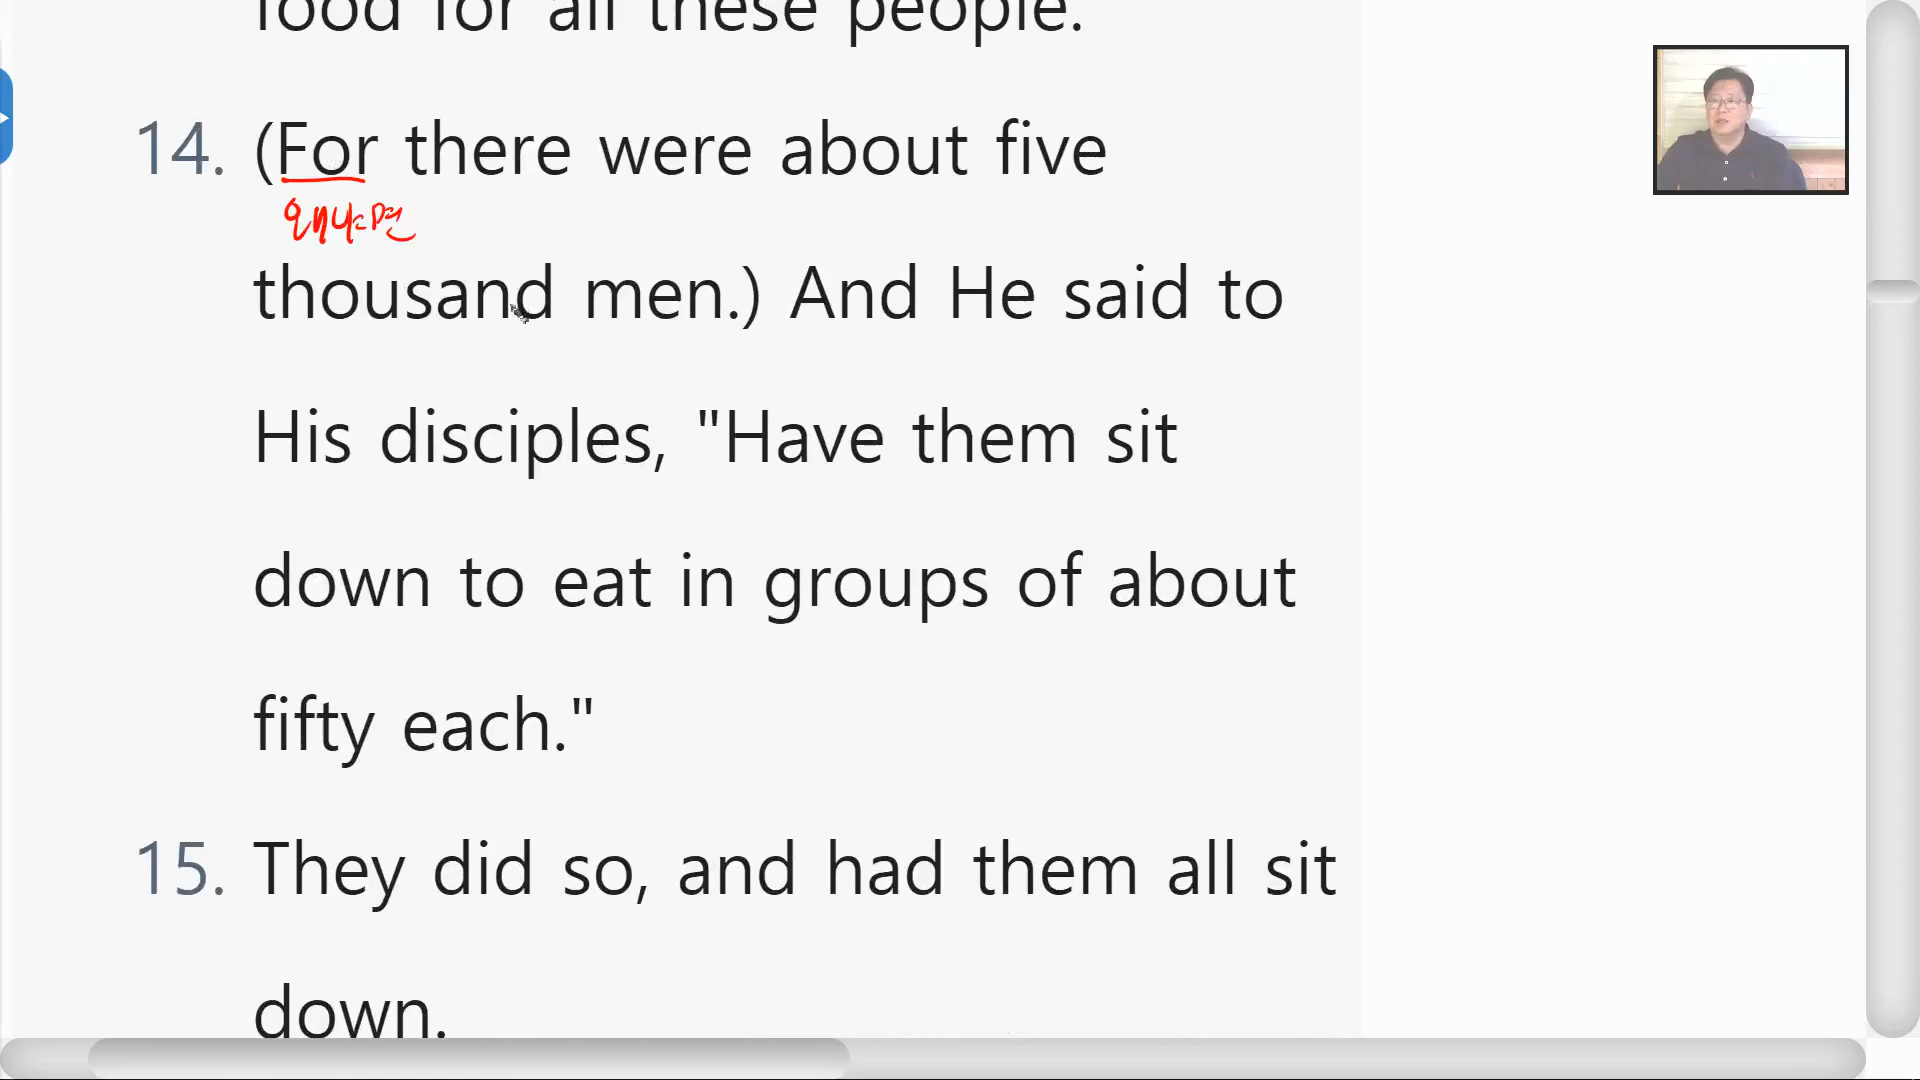 food for all these people.
14. (For there were about five
왜냐면
thousand men.) And He said to
His disciples, "Have them sit
down to eat in groups of about
fifty each."
15. They did so, and had them all sit
down.